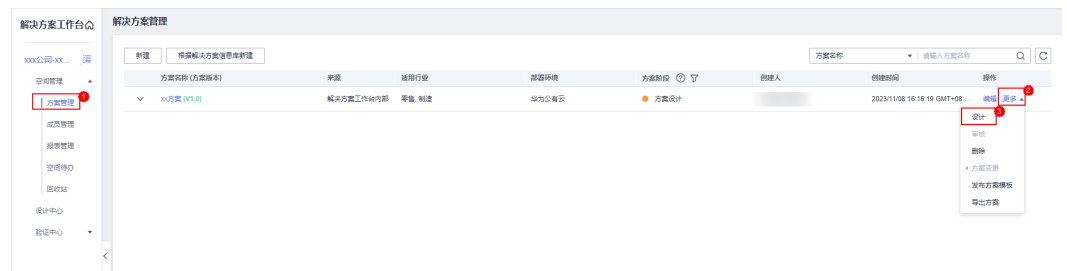 解决方案工作台
解决方案管理
xxx公司-xx...
新建
根据解决方案信息库新建
方案名称
请输入方案名称
空间管理
方案名称 (方案版本)
来源
适用行业
部署环境
方案阶段
创建人
创建时间
操作
方案管理
1
xx方案 (V1.0)
解决方案工作台内部
零售, 制造
华为公有云
方案设计
2023/11/08 16:16:19 GMT+08:...
编辑
更多
2
成员管理
设计
3
审核
报表管理
删除
空间待办
方案变更
回收站
发布方案模板
导出方案
设计中心
验证中心